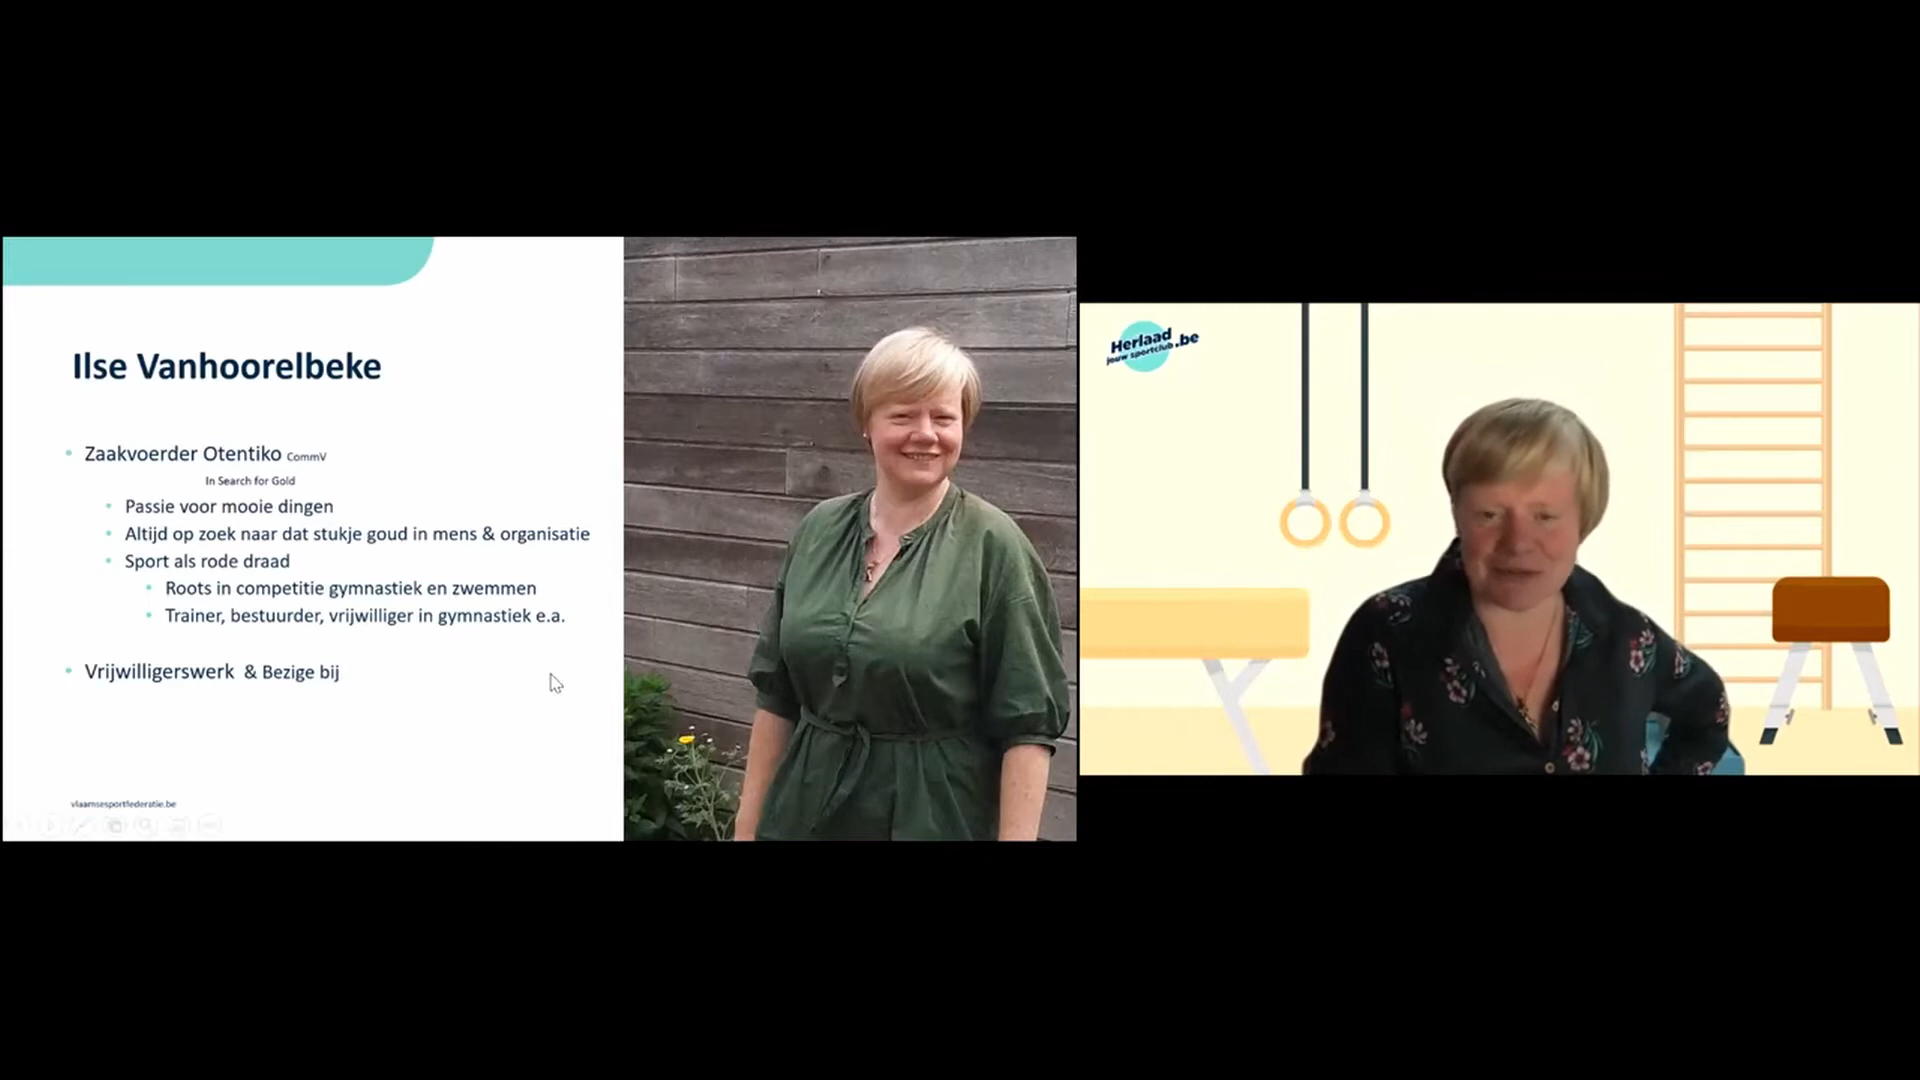 Ilse Vanhoorelbeke
Zaakvoerder Otentiko CommV
In Search for Gold
Passie voor mooie dingen
Altijd op zoek naar dat stukje goud in mens & organisatie
Sport als rode draad
Roots in competitie gymnastiek en zwemmen
Trainer, bestuurder, vrijwilliger in gymnastiek e.a.
Vrijwilligerswerk & Bezige bij
vlaamsesportfederatie.be
Herlaad
jouw sportclub.be